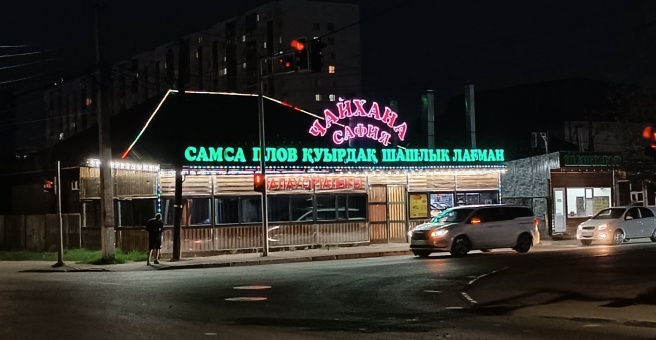 ЧАЙХАНА
САФИЯ
САМСА ПЛОВ ҚУЫРДАҚ ШАШЛЫК ЛАҒМАН